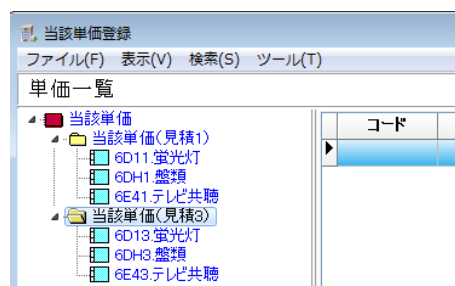 当該単価登録
ファイル(F) 表示(V) 検索(S) ツール(T)
単価一覧
当該単価
当該単価(見積1)
6D11.蛍光灯
6DH1.盤類
6E41.テレビ共聴
当該単価(見積3)
6D13.蛍光灯
6DH3.盤類
6E43.テレビ共聴
コード